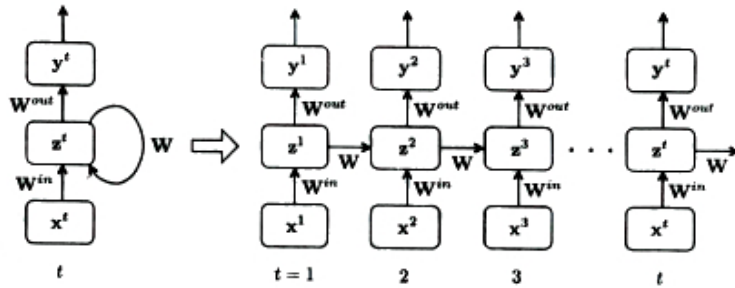 y^t y^1 y^2 y^3 y^t
W^out W^out W^out W^out W^out
z^t W z^1 W z^2 W z^3 . . . z^t W
W^in W^in W^in W^in W^in
x^t x^1 x^2 x^3 x^t
t t = 1 2 3 t